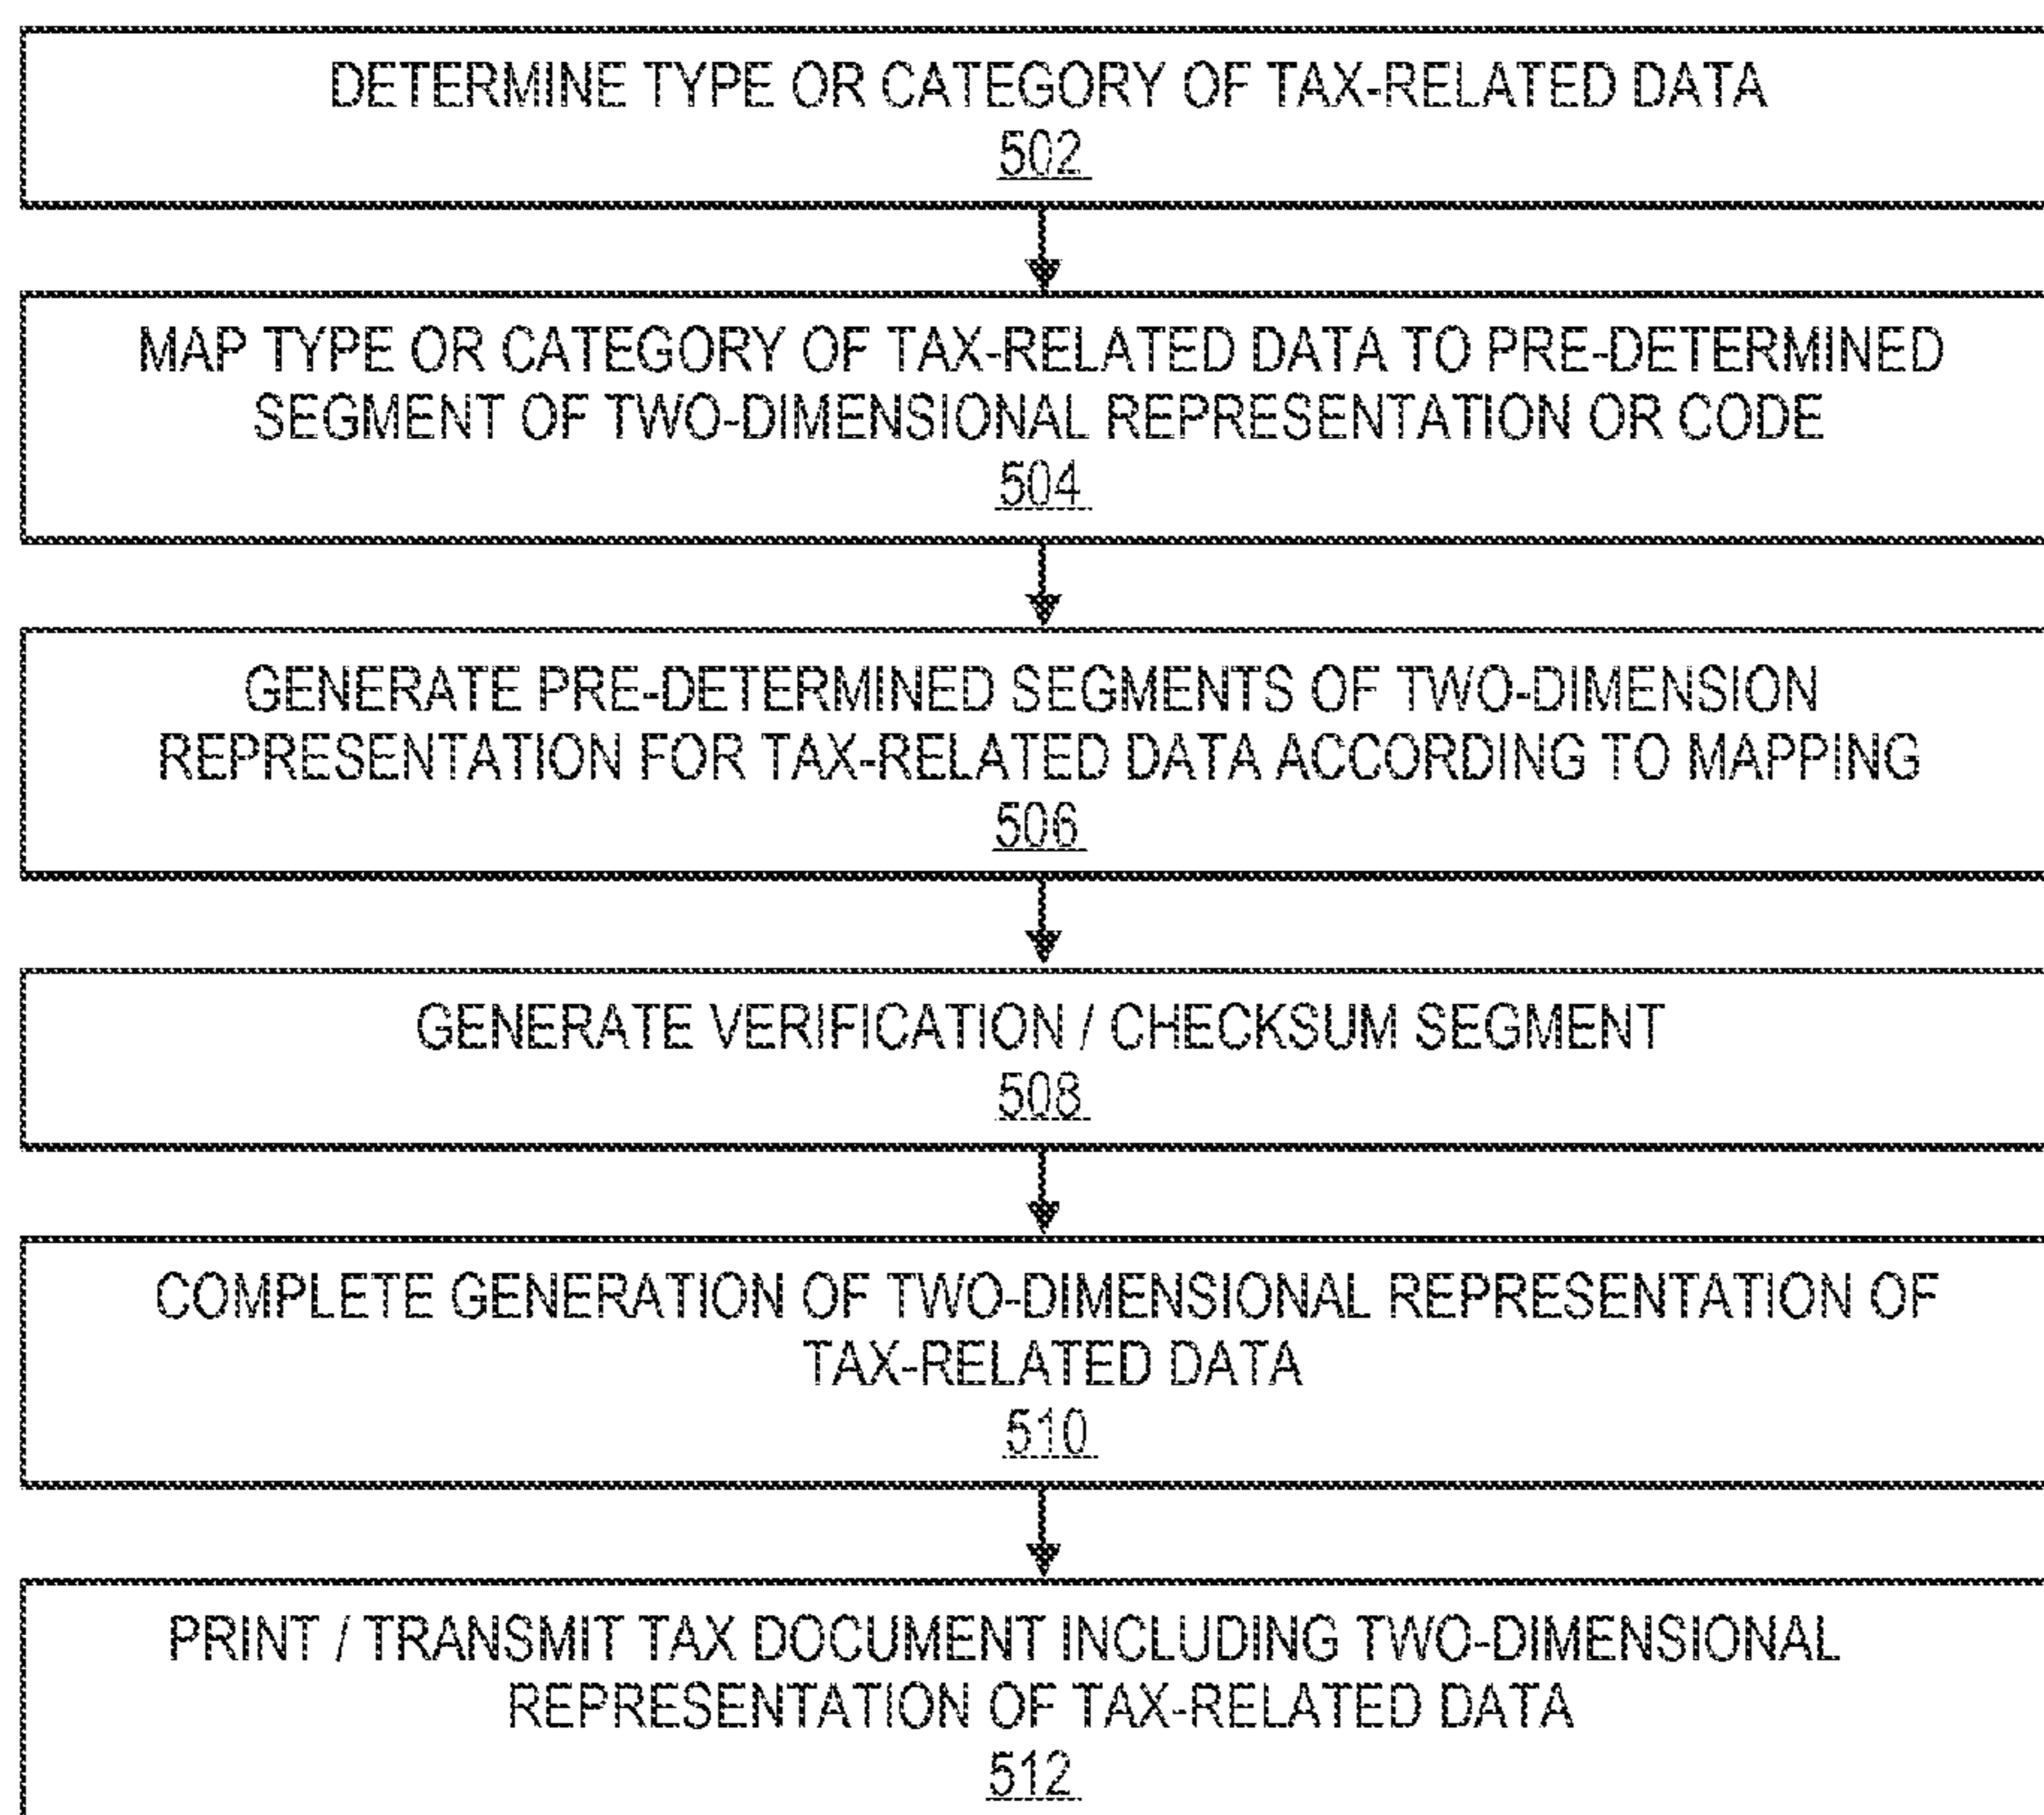 DETERMINE TYPE OR CATEGORY OF TAX-RELATED DATA
502
MAP TYPE OR CATEGORY OF TAX-RELATED DATA TO PRE-DETERMINED
SEGMENT OF TWO-DIMENSIONAL REPRESENTATION OR CODE
504
GENERATE PRE-DETERMINED SEGMENTS OF TWO-DIMENSION
REPRESENTATION FOR TAX-RELATED DATA ACCORDING TO MAPPING
506
GENERATE VERIFICATION / CHECKSUM SEGMENT
508
COMPLETE GENERATION OF TWO-DIMENSIONAL REPRESENTATION OF
TAX-RELATED DATA
510
PRINT / TRANSMIT TAX DOCUMENT INCLUDING TWO-DIMENSIONAL
REPRESENTATION OF TAX-RELATED DATA
512